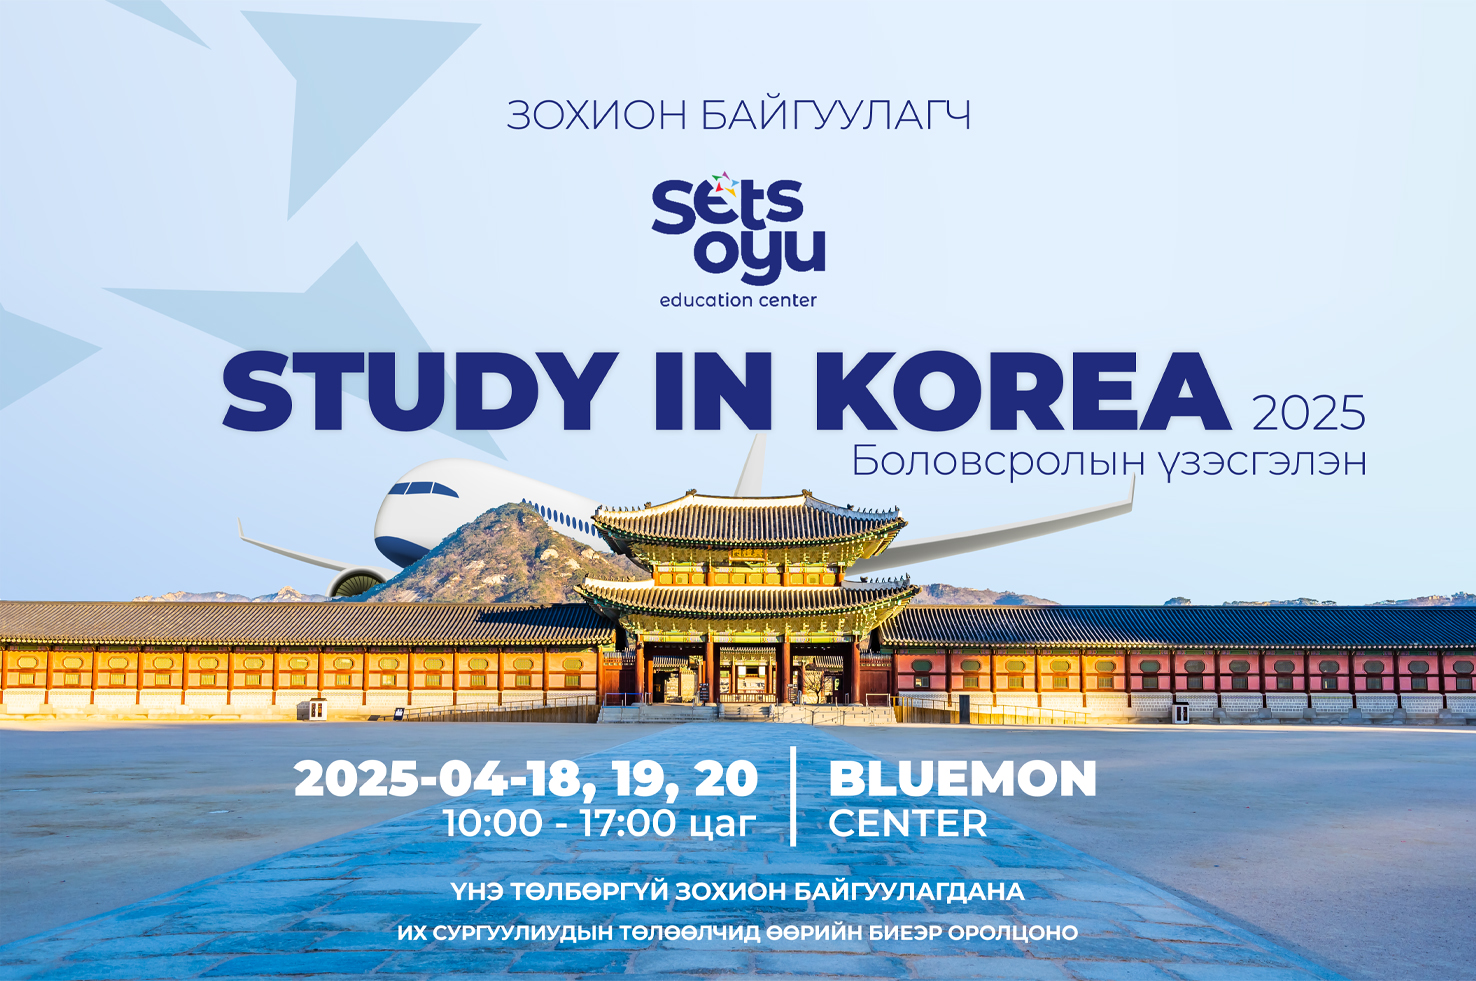 ЗОХИОН БАЙГУУЛАГЧ
sets
oyu
education center
STUDY IN KOREA 2025
Боловсролын үзэсгэлэн
2025-04-18, 19, 20
10:00 - 17:00 цаг
BLUEMON
CENTER
ҮНЭ ТӨЛБӨРГҮЙ ЗОХИОН БАЙГУУЛАГДАНА
ИХ СУРГУУЛИУДЫН ТӨЛӨӨЛЧИД ӨӨРИЙН БИЕЭР ОРОЛЦОНО